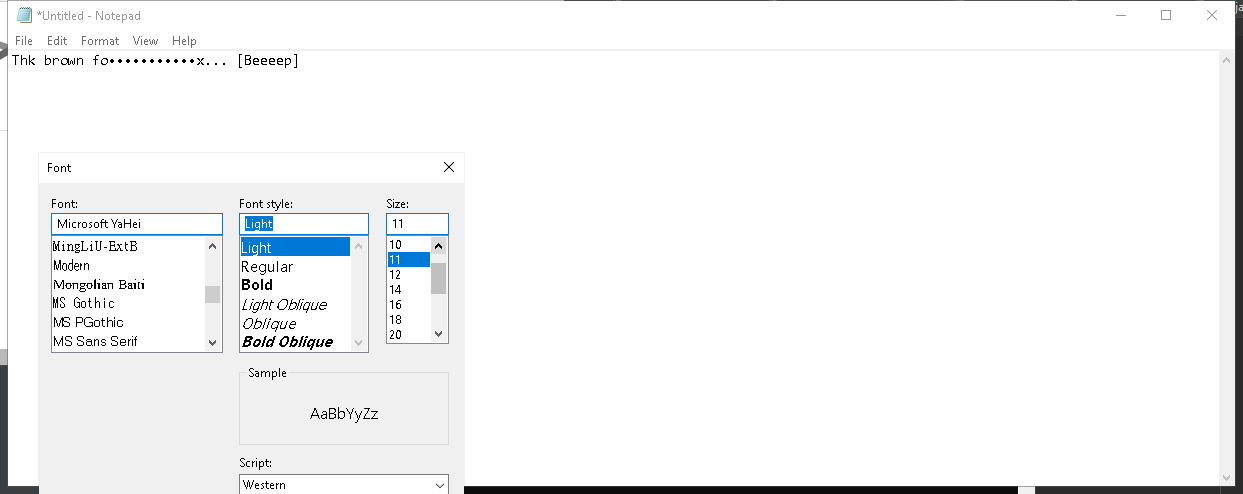 *Untitled - Notepad
File Edit Format View Help
Thk brown fo•••••••••••x... [Beeeep]
Font
Font: Font style: Size:
Microsoft YaHei Light 11
MingLiU-ExtB Light 10
Modern Regular 11
Mongolian Baiti Bold 12
MS Gothic Light Oblique 14
MS PGothic Oblique 16
MS Sans Serif Bold Oblique 18
20
Sample
AaBbYyZz
Script:
Western